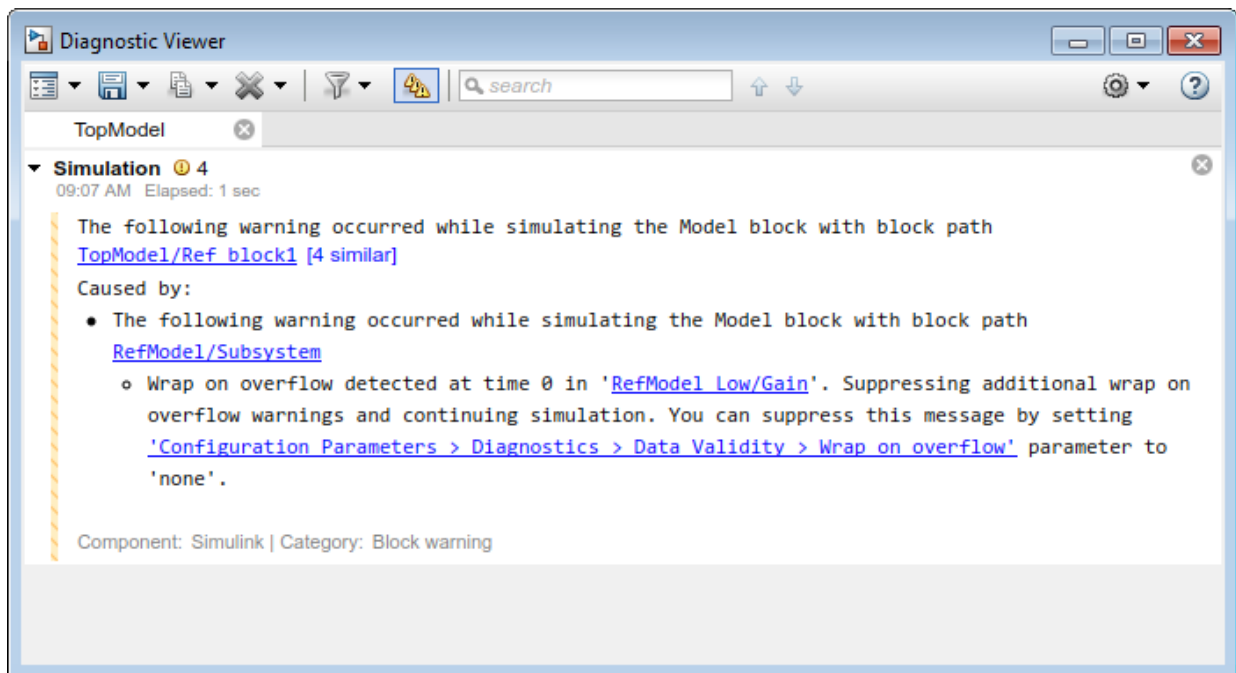 Diagnostic Viewer
search
TopModel
Simulation 4
09:07 AM Elapsed: 1 sec
The following warning occurred while simulating the Model block with block path
TopModel/Ref block1 [4 similar]
Caused by:
• The following warning occurred while simulating the Model block with block path
RefModel/Subsystem
∘ Wrap on overflow detected at time 0 in 'RefModel Low/Gain'. Suppressing additional wrap on
overflow warnings and continuing simulation. You can suppress this message by setting
'Configuration Parameters > Diagnostics > Data Validity > Wrap on overflow' parameter to
'none'.
Component: Simulink | Category: Block warning